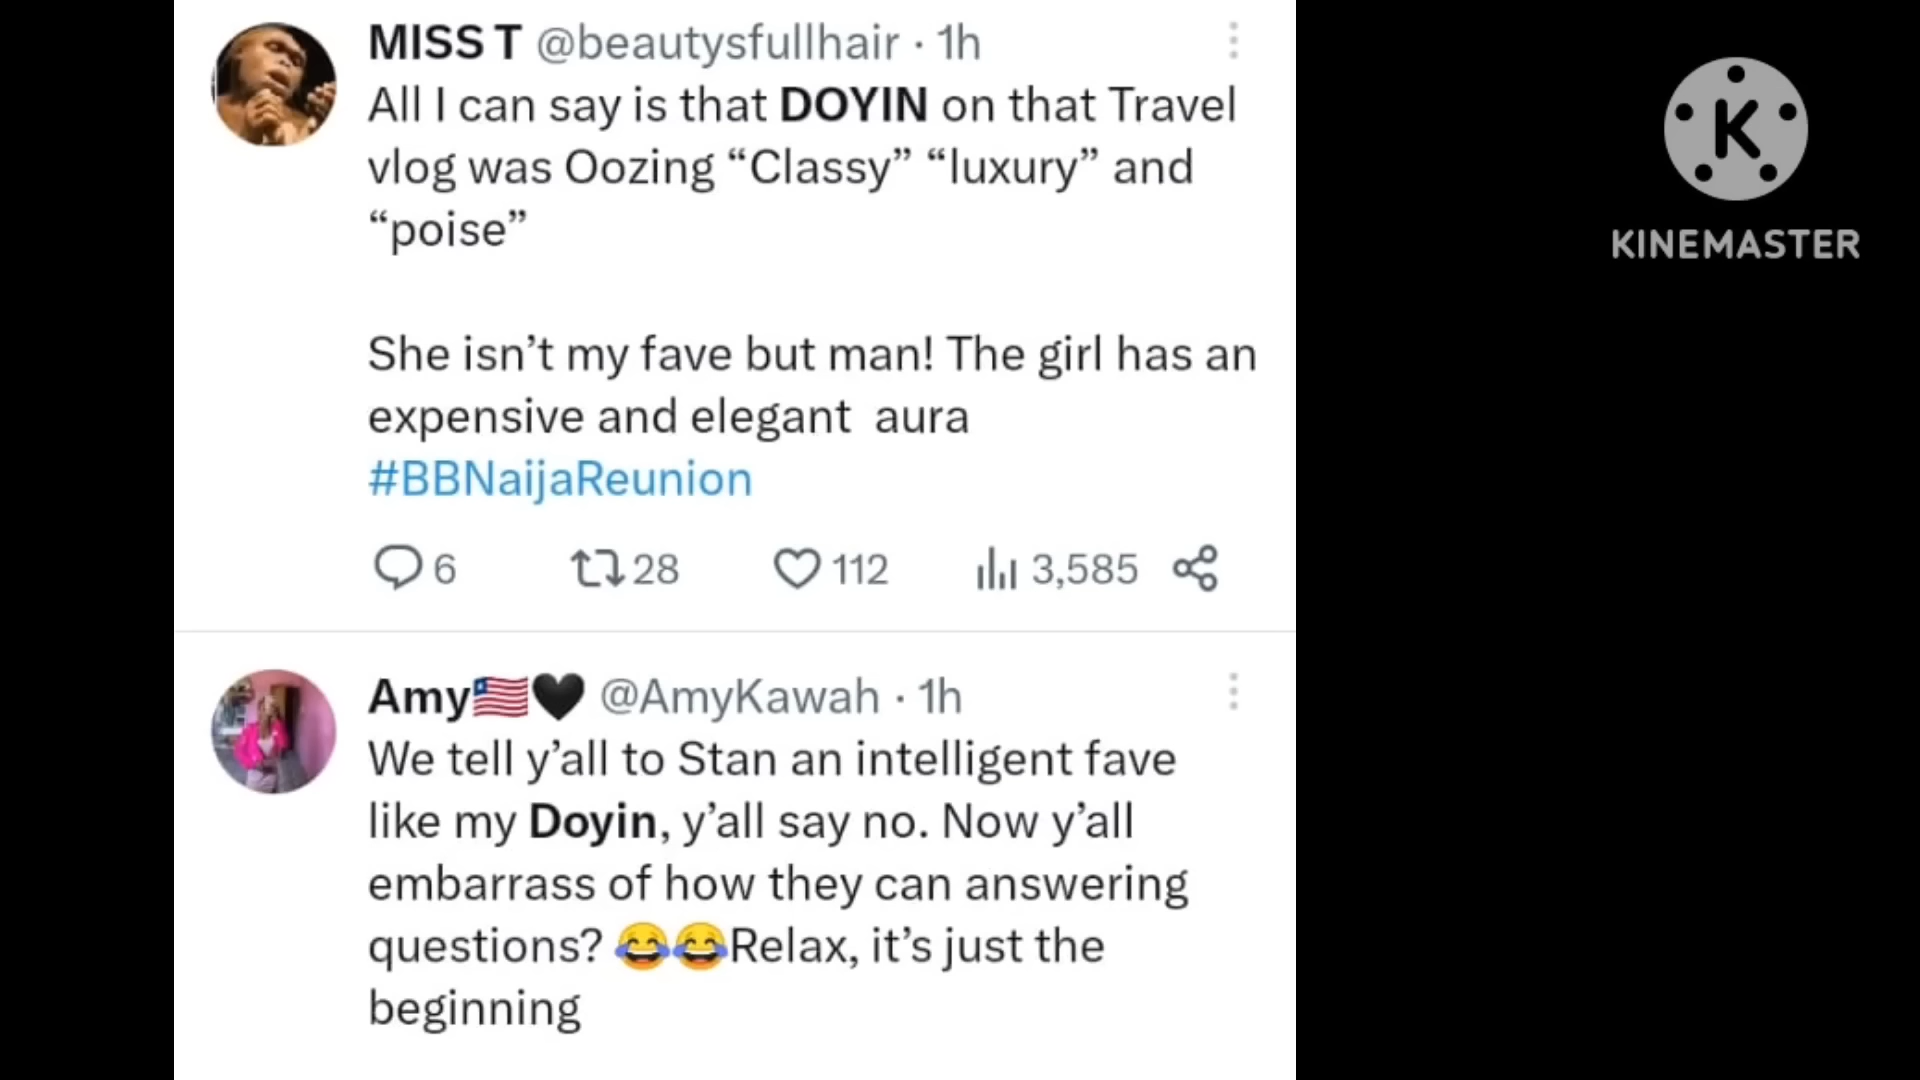 MISS T @beautysfullhair · 1h
All I can say is that DOYIN on that Travel
vlog was Oozing “Classy” “luxury” and
“poise”
She isn’t my fave but man! The girl has an
expensive and elegant  aura
#BBNaijaReunion
6 28 112 3,585
Amy🇱🇷🖤 @AmyKawah · 1h
We tell y’all to Stan an intelligent fave
like my Doyin, y’all say no. Now y’all
embarrass of how they can answering
questions? 😂😂Relax, it’s just the
beginning
K
KINEMASTER